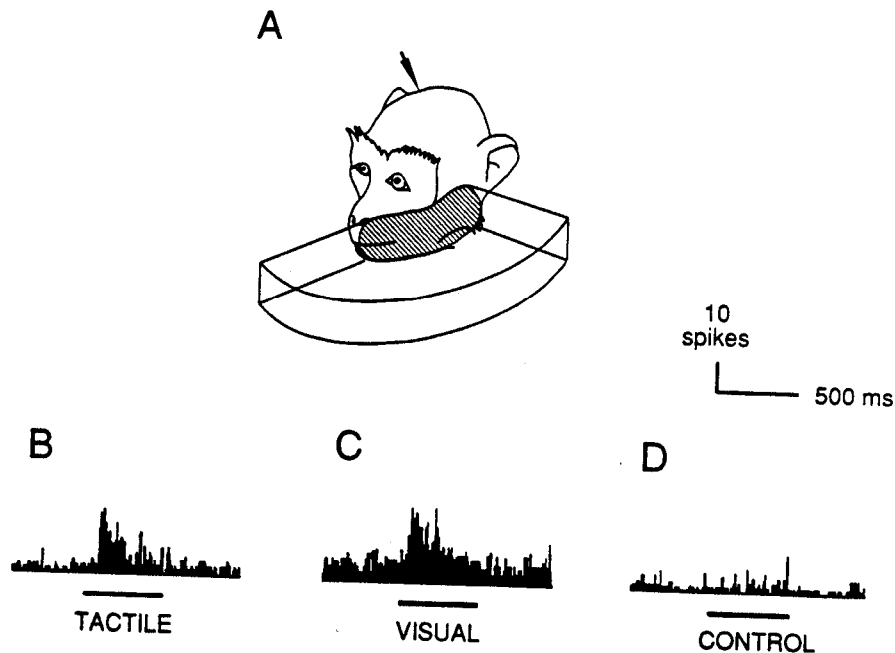 A
10
spikes
500 ms
B
C
D
TACTILE
VISUAL
CONTROL